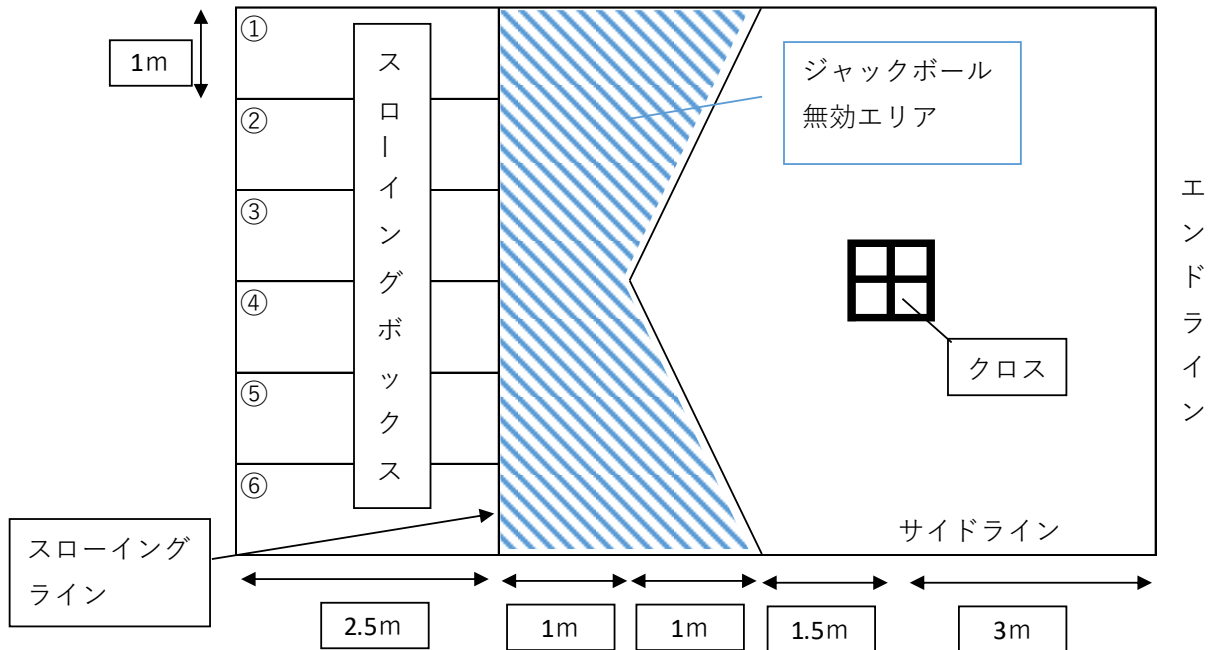 1m
①
②
③
④
⑤
⑥
スローイングボックス
ジャックボール
無効エリア
クロス
エンドライン
サイドライン
スローイング
ライン
2.5m
1m
1m
1.5m
3m